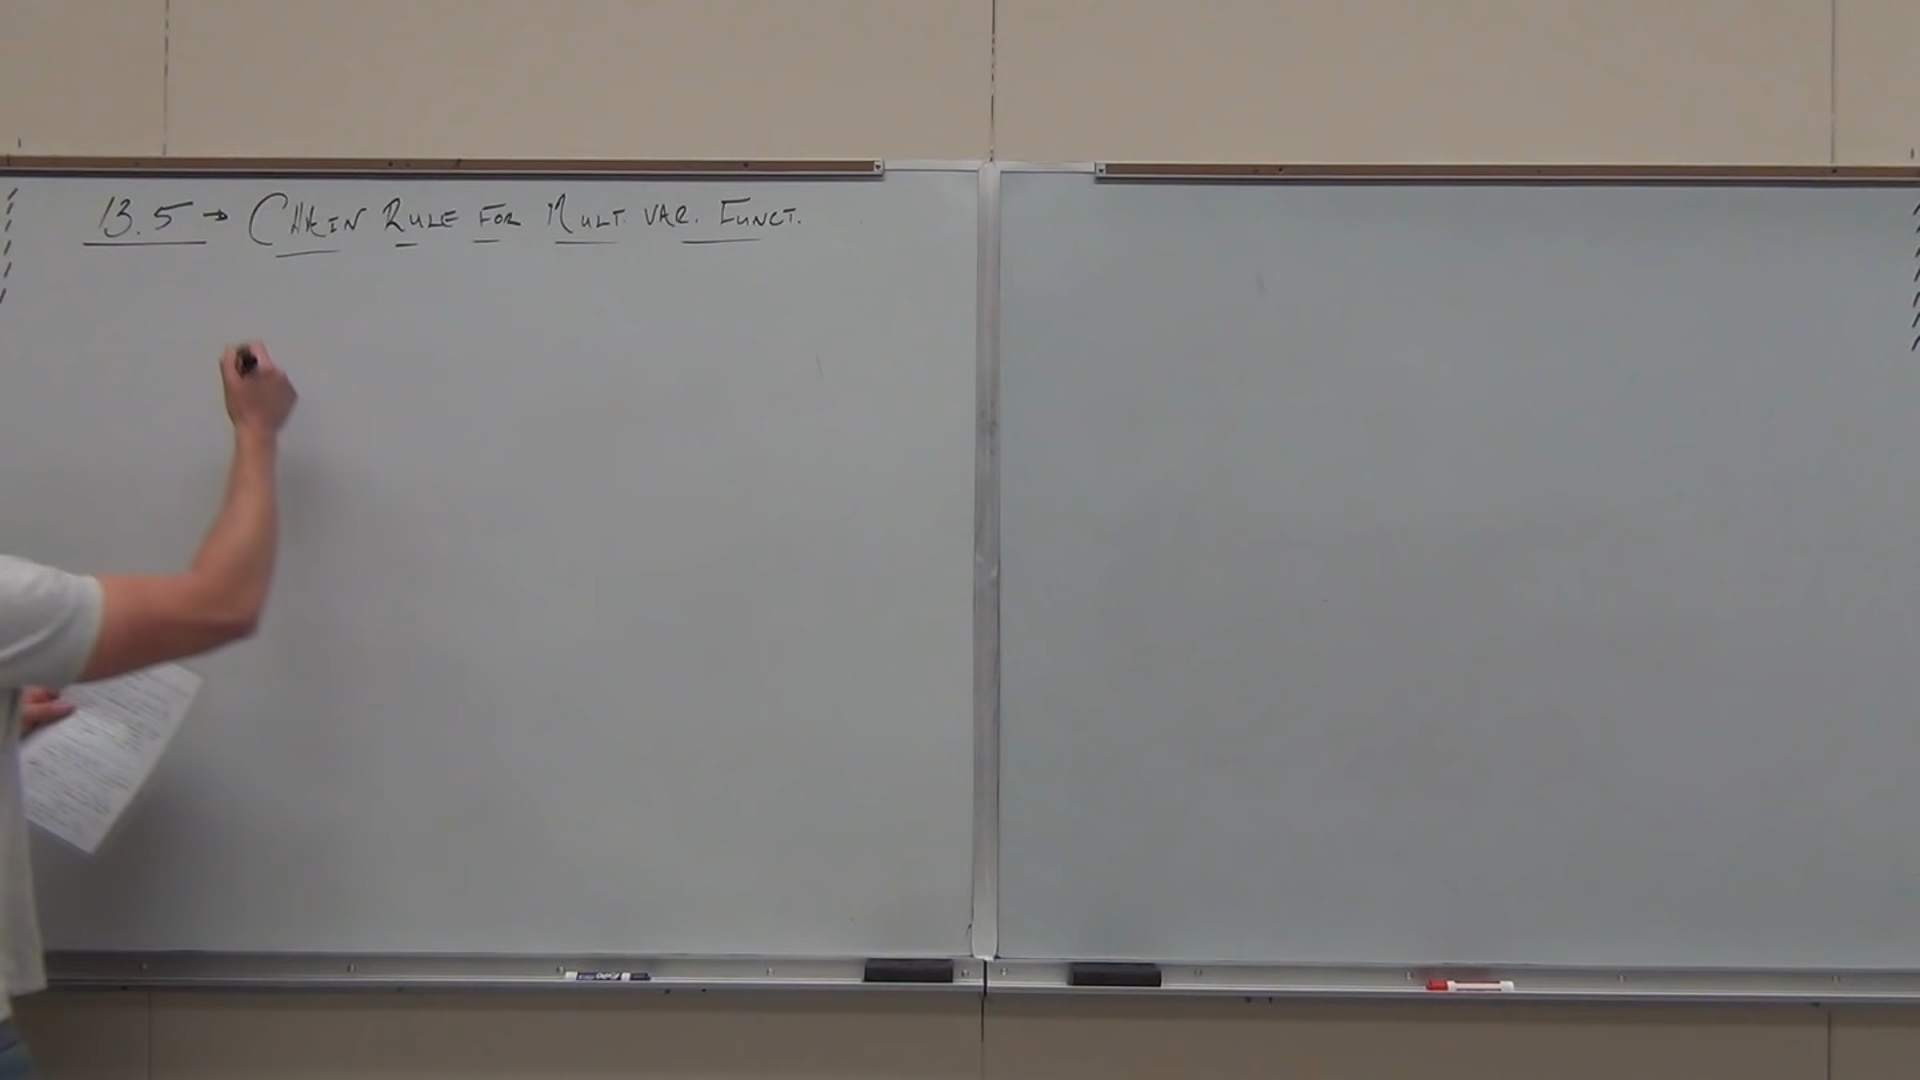 13.5 → CHAIN RULE FOR MULT. VAR. FUNCT.